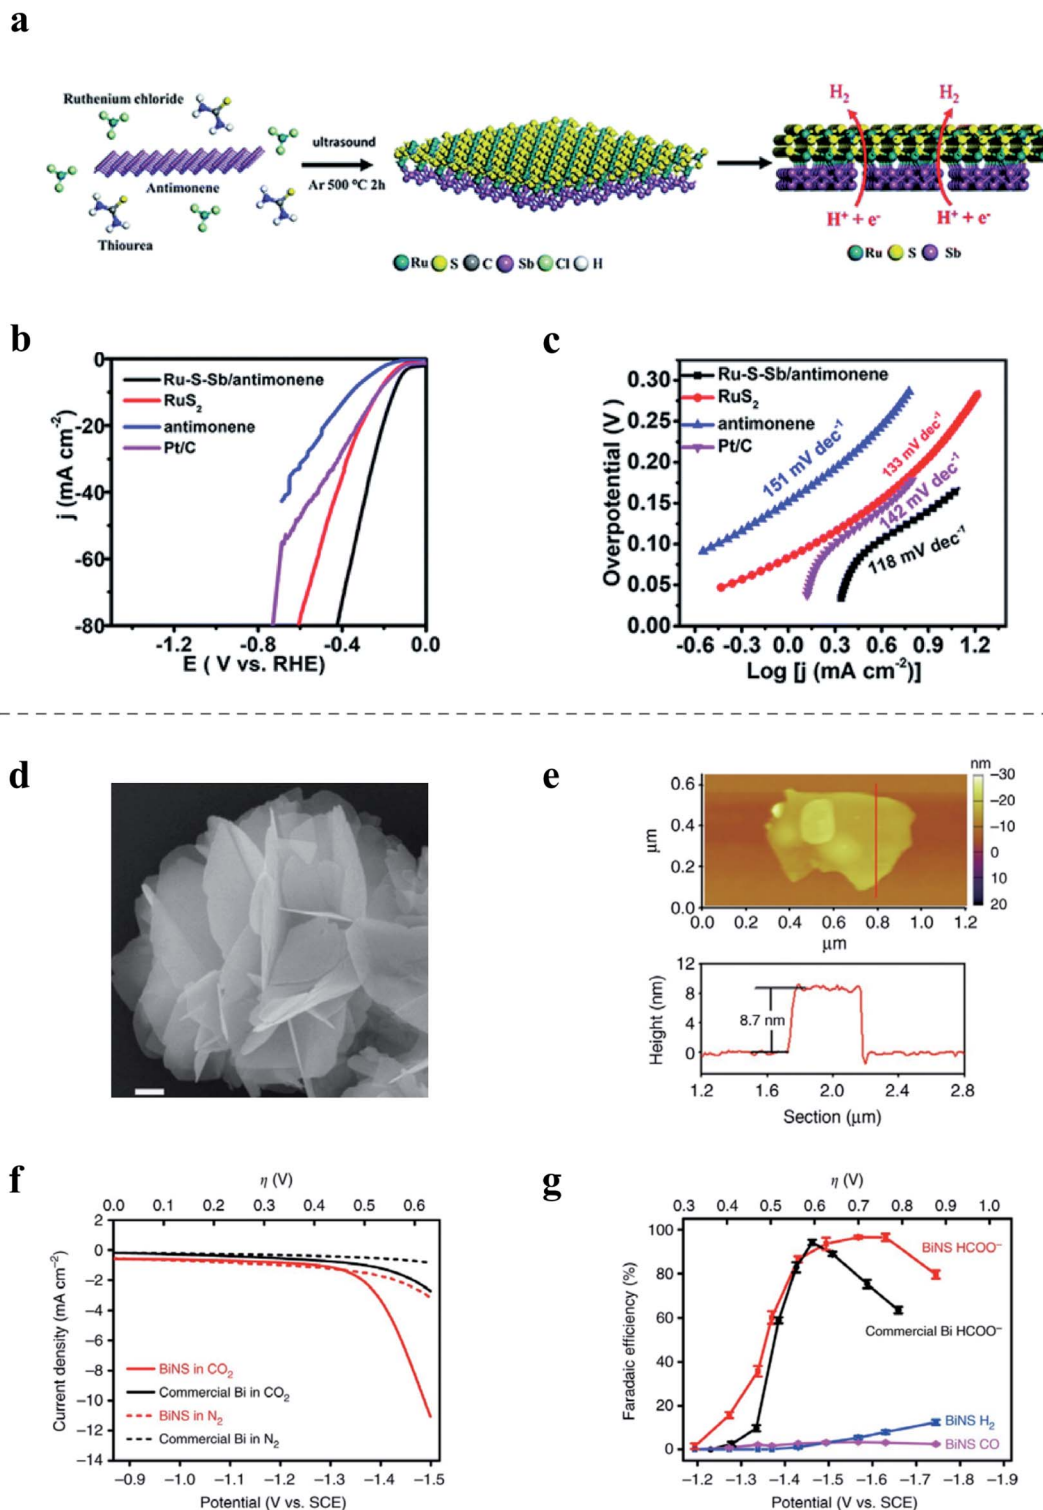 a
Ruthenium chloride
Antimonene
Thiourea
ultrasound
Ar 500 °C 2h
H₂ H₂
H⁺ + e⁻ H⁺ + e⁻
Ru S C Sb Cl H
Ru S Sb
b
j (mA cm⁻²)
0
-20
-40
-60
-80
Ru-S-Sb/antimonene
RuS₂
antimonene
Pt/C
-1.2 -0.8 -0.4 0.0
E ( V vs. RHE)
c
Overpotential (V)
0.30
0.25
0.20
0.15
0.10
0.05
0.00
Ru-S-Sb/antimonene
RuS₂
antimonene
Pt/C
151 mV dec⁻¹
133 mV dec⁻¹
142 mV dec⁻¹
118 mV dec⁻¹
-0.6 -0.3 0.0 0.3 0.6 0.9 1.2
Log [j (mA cm⁻²)]
d
e
nm
–30
–20
–10
0
10
20
μm
0.6
0.4
0.2
0.0
0.0 0.2 0.4 0.6 0.8 1.0 1.2
μm
Height (nm)
12
8
4
0
8.7 nm
1.2 1.6 2.0 2.4 2.8
Section (μm)
f
η (V)
0.0 0.1 0.2 0.3 0.4 0.5 0.6
Current density (mA cm⁻²)
2
0
–2
–4
–6
–8
–10
–12
–14
BiNS in CO₂
Commercial Bi in CO₂
BiNS in N₂
Commercial Bi in N₂
–0.9 –1.0 –1.1 –1.2 –1.3 –1.4 –1.5
Potential (V vs. SCE)
g
η (V)
0.3 0.4 0.5 0.6 0.7 0.8 0.9 1.0
Faradaic efficiency (%)
100
80
60
40
20
0
BiNS HCOO⁻
Commercial Bi HCOO⁻
BiNS H₂
BiNS CO
–1.2 –1.3 –1.4 –1.5 –1.6 –1.7 –1.8 –1.9
Potential (V vs. SCE)